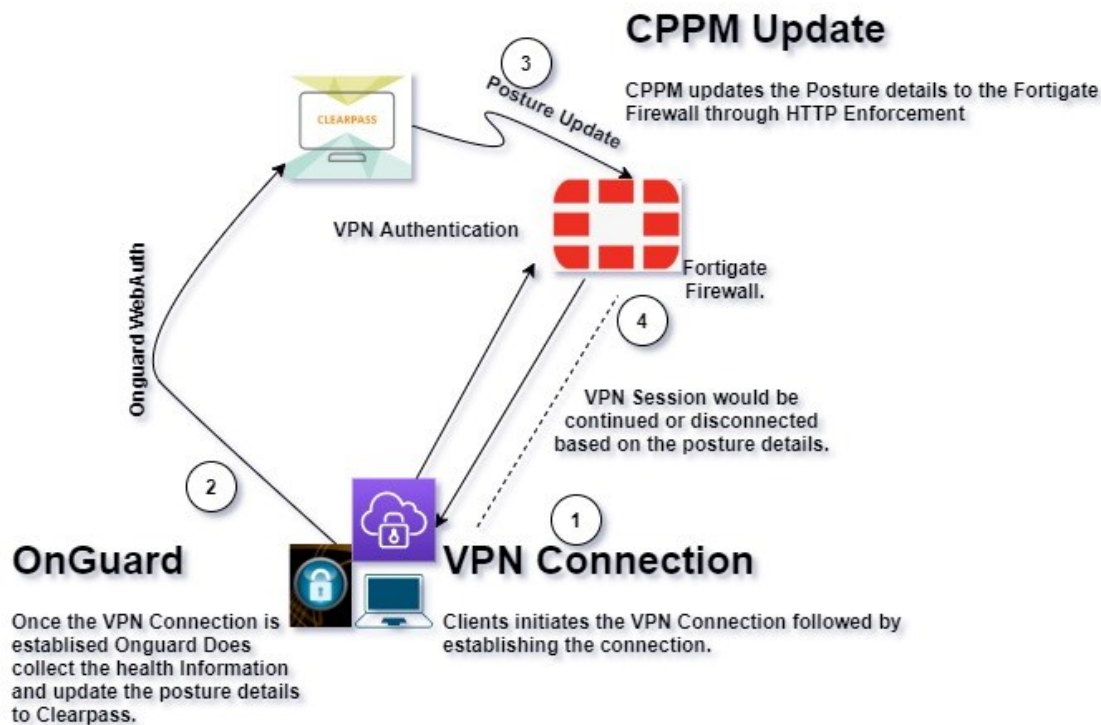 CPPM Update
CPPM updates the Posture details to the Fortigate
Firewall through HTTP Enforcement
3
Posture Update
CLEARPASS
VPN Authentication
Fortigate
Firewall.
4
Onguard WebAuth
VPN Session would be
continued or disconnected
based on the posture details.
2
1
OnGuard
Once the VPN Connection is
establised Onguard Does
collect the health Information
and update the posture details
to Clearpass.
VPN Connection
Clients initiates the VPN Connection followed by
establishing the connection.